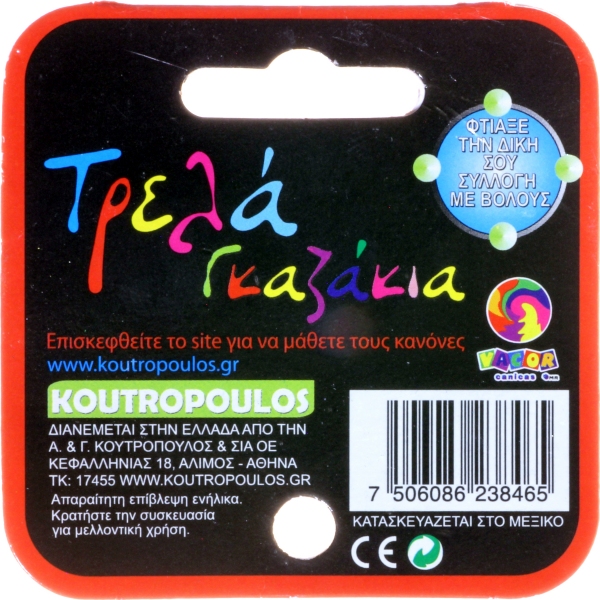 Τρελά
Γκαζάκια
ΦΤΙΑΞΕ
ΤΗΝ ΔΙΚΗ
ΣΟΥ
ΣΥΛΛΟΓΗ
ΜΕ ΒΟΛΟΥΣ
Επισκεφθείτε το site για να μάθετε τους κανόνες
www.koutropoulos.gr
VACOR
canicas
KOUTROPOULOS
ΔΙΑΝΕΜΕΤΑΙ ΣΤΗΝ ΕΛΛΑΔΑ ΑΠΟ ΤΗΝ
Α. & Γ. ΚΟΥΤΡΟΠΟΥΛΟΣ & ΣΙΑ ΟΕ
ΚΕΦΑΛΛΗΝΙΑΣ 18, ΑΛΙΜΟΣ - ΑΘΗΝΑ
ΤΚ: 17455 WWW.KOUTROPOULOS.GR
Απαραίτητη επίβλεψη ενήλικα.
Κρατήστε την συσκευασία
για μελλοντική χρήση.
7 506086 238465
ΚΑΤΑΣΚΕΥΑΖΕΤΑΙ ΣΤΟ ΜΕΞΙΚΟ
CE